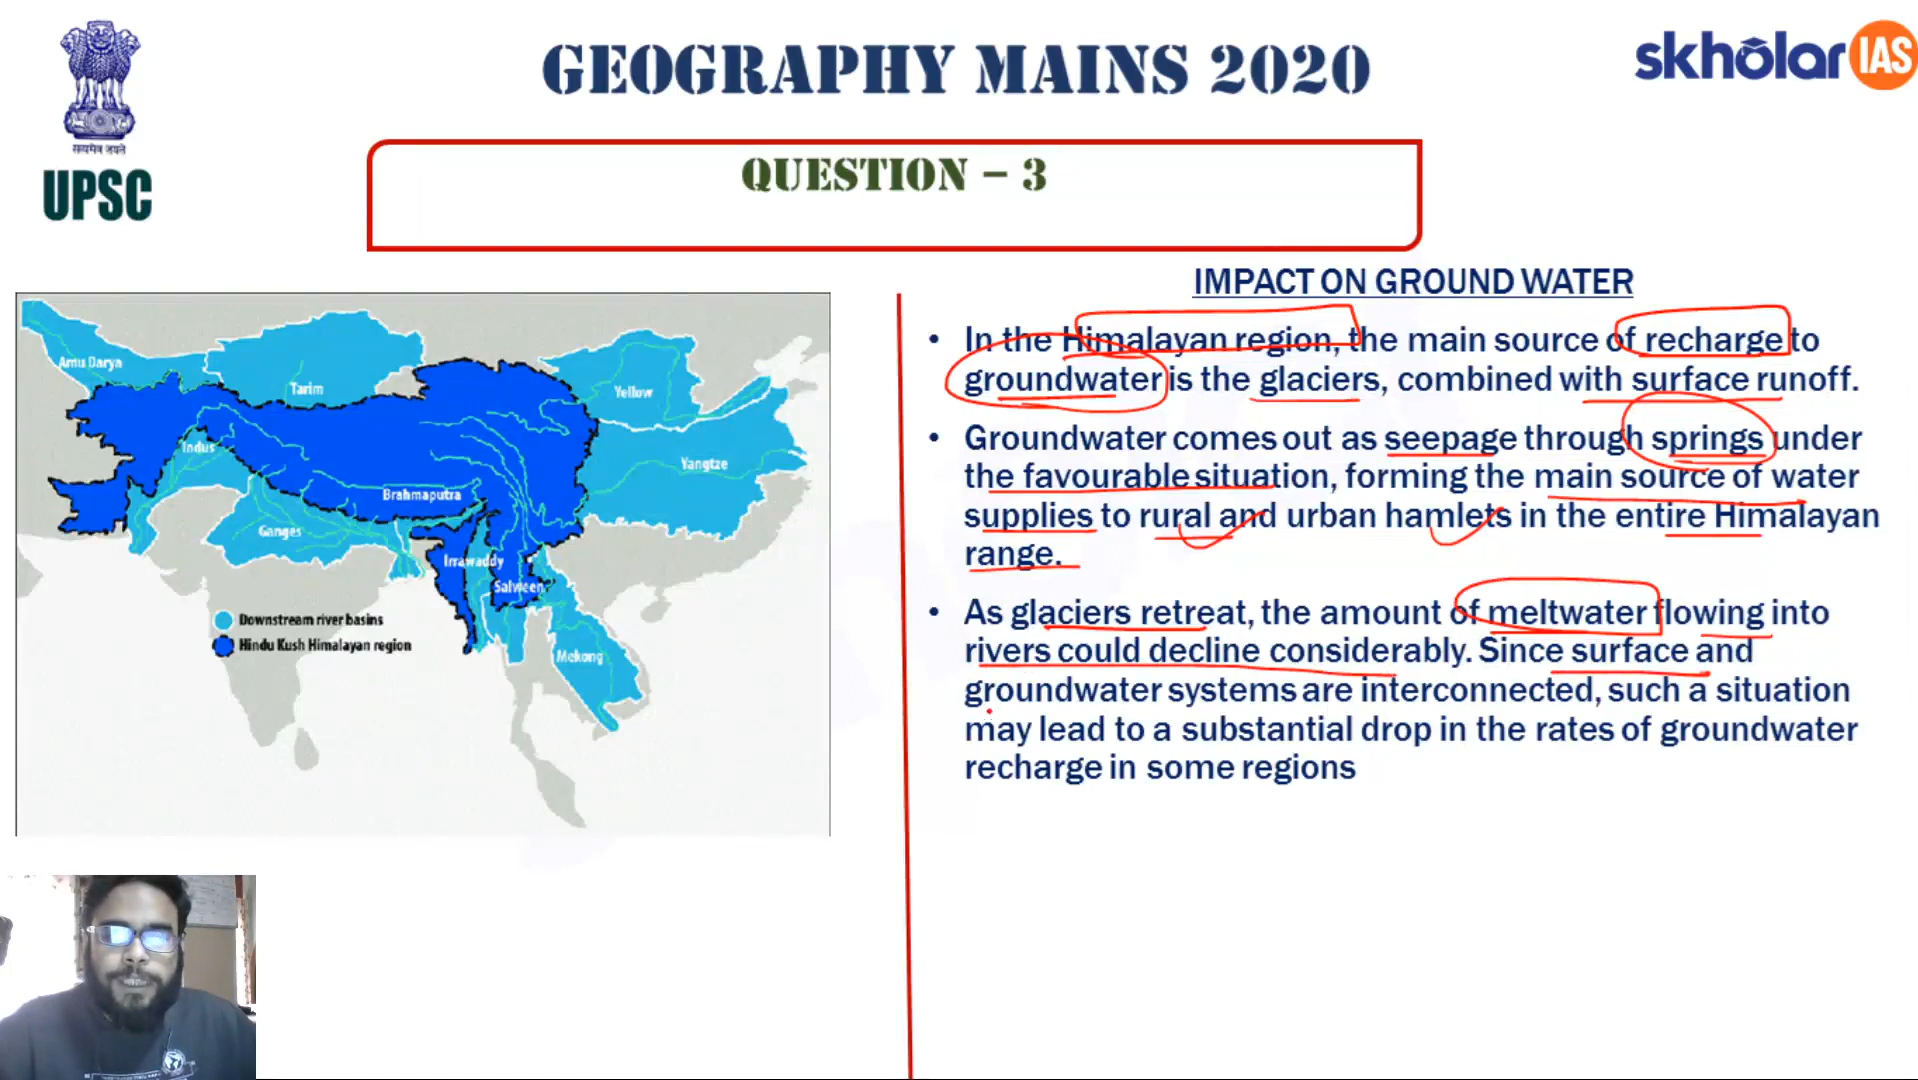 GEOGRAPHY MAINS 2020
skholar IAS
सत्यमेव जयते
UPSC
QUESTION – 3
IMPACT ON GROUND WATER
• In the Himalayan region, the main source of recharge to
groundwater is the glaciers, combined with surface runoff.
• Groundwater comes out as seepage through springs under
the favourable situation, forming the main source of water
supplies to rural and urban hamlets in the entire Himalayan
range.
• As glaciers retreat, the amount of meltwater flowing into
rivers could decline considerably. Since surface and
groundwater systems are interconnected, such a situation
may lead to a substantial drop in the rates of groundwater
recharge in some regions
Amu Darya
Tarim
Yellow
Indus
Yangtze
Brahmaputra
Ganges
Irrawaddy
Salween
Downstream river basins
Hindu Kush Himalayan region
Mekong